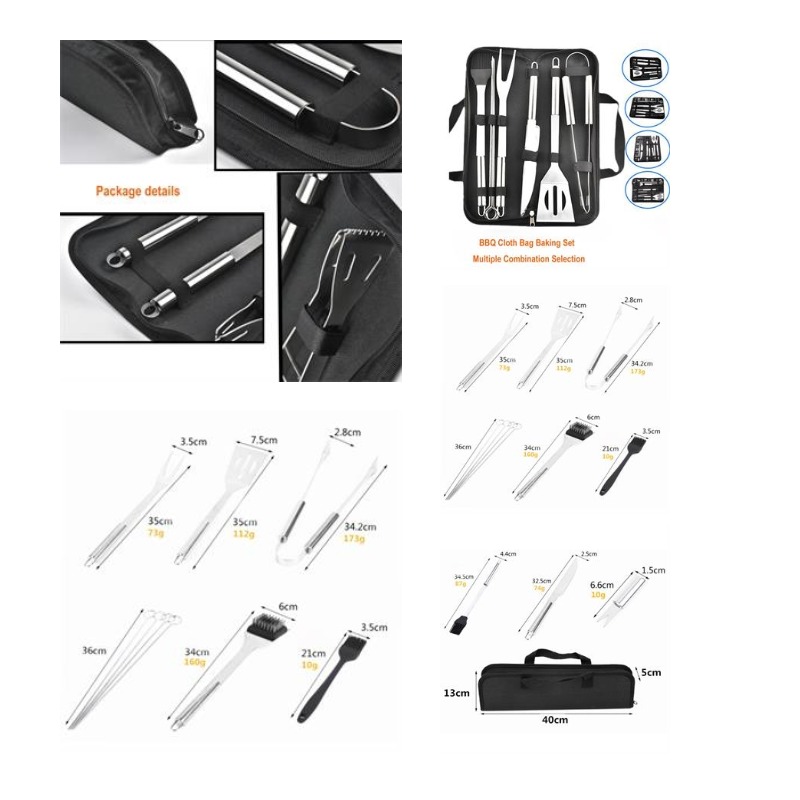 Package details
BBQ Cloth Bag Baking Set
Multiple Combination Selection
3.5cm
7.5cm
2.8cm
35cm
73g
35cm
112g
34.2cm
173g
36cm
34cm
160g
6cm
21cm
10g
3.5cm
3.5cm
7.5cm
2.8cm
35cm
73g
35cm
112g
34.2cm
173g
6cm
3.5cm
36cm
34cm
160g
21cm
10g
4.4cm
2.5cm
1.5cm
34.5cm
87g
32.5cm
74g
6.6cm
10g
13cm
5cm
40cm